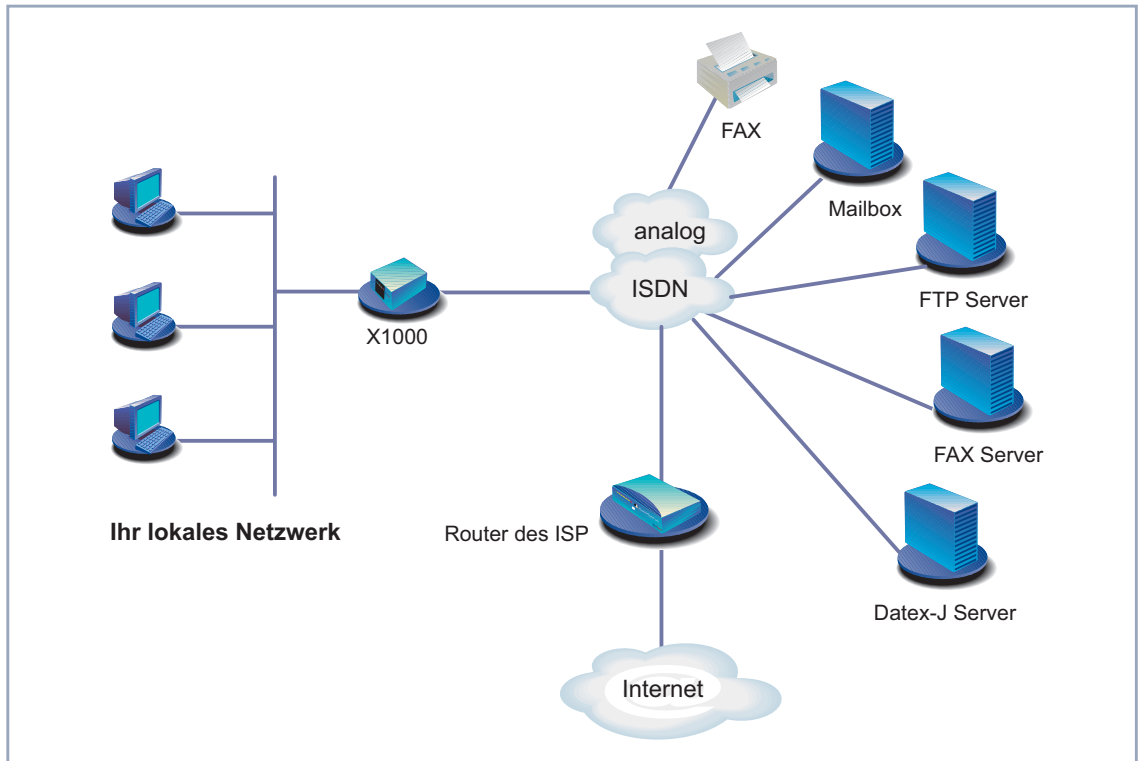 FAX
Mailbox
analog
ISDN
FTP Server
X1000
FAX Server
Ihr lokales Netzwerk
Router des ISP
Datex-J Server
Internet